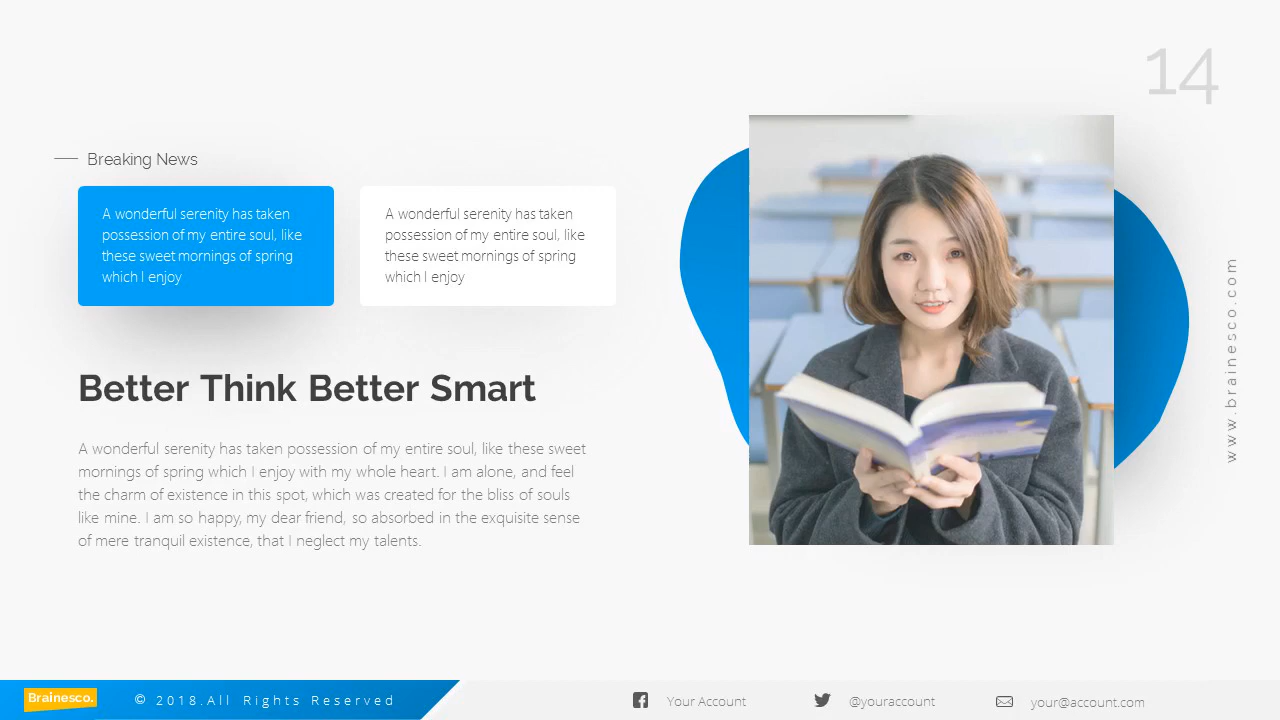 14
Breaking News
A wonderful serenity has taken
possession of my entire soul, like
these sweet mornings of spring
which I enjoy
A wonderful serenity has taken
possession of my entire soul, like
these sweet mornings of spring
which I enjoy
Better Think Better Smart
A wonderful serenity has taken possession of my entire soul, like these sweet
mornings of spring which I enjoy with my whole heart. I am alone, and feel
the charm of existence in this spot, which was created for the bliss of souls
like mine. I am so happy, my dear friend, so absorbed in the exquisite sense
of mere tranquil existence, that I neglect my talents.
www.brainesco.com
Brainesco.
© 2018.All Rights Reserved
Your Account
@youraccount
your@account.com